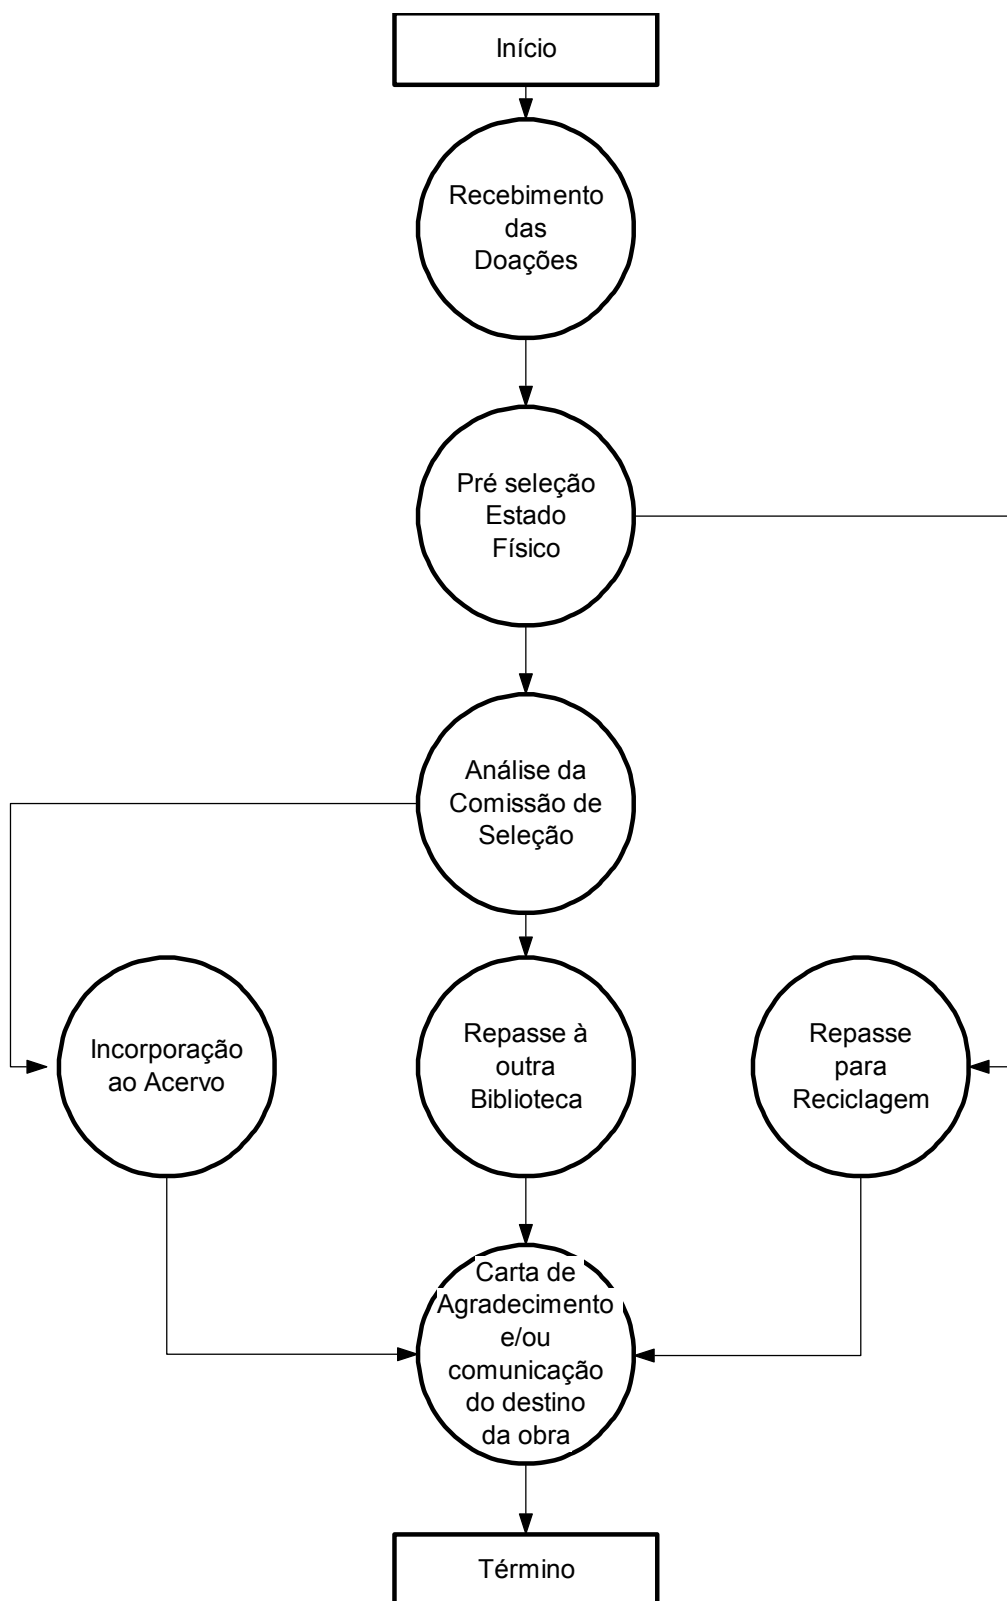 Início
Recebimento
das
Doações
Pré seleção
Estado
Físico
Análise da
Comissão de
Seleção
Incorporação
ao Acervo
Repasse à
outra
Biblioteca
Repasse
para
Reciclagem
Carta de
Agradecimento
e/ou
comunicação
do destino
da obra
Término